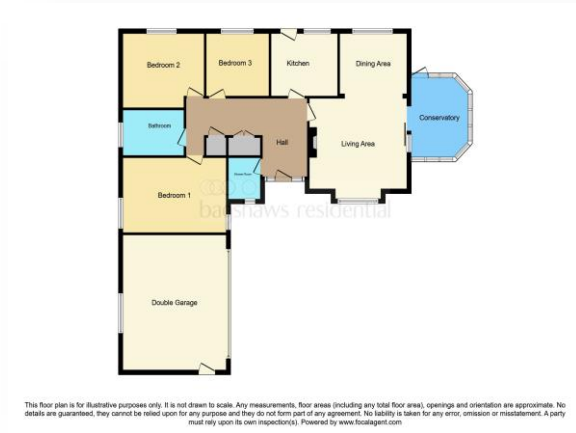 Bedroom 2
Bedroom 3
Kitchen
Dining Area
Conservatory
Bathroom
Hall
Living Area
Shower Room
Bedroom 1
bagshaws residential
Double Garage
This floor plan is for illustrative purposes only. It is not drawn to scale. Any measurements, floor areas (including any total floor area), openings and orientation are approximate. No
details are guaranteed, they cannot be relied upon for any purpose and they do not form part of any agreement. No liability is taken for any error, omission or misstatement. A party
must rely upon its own inspection(s). Powered by www.focalagent.com